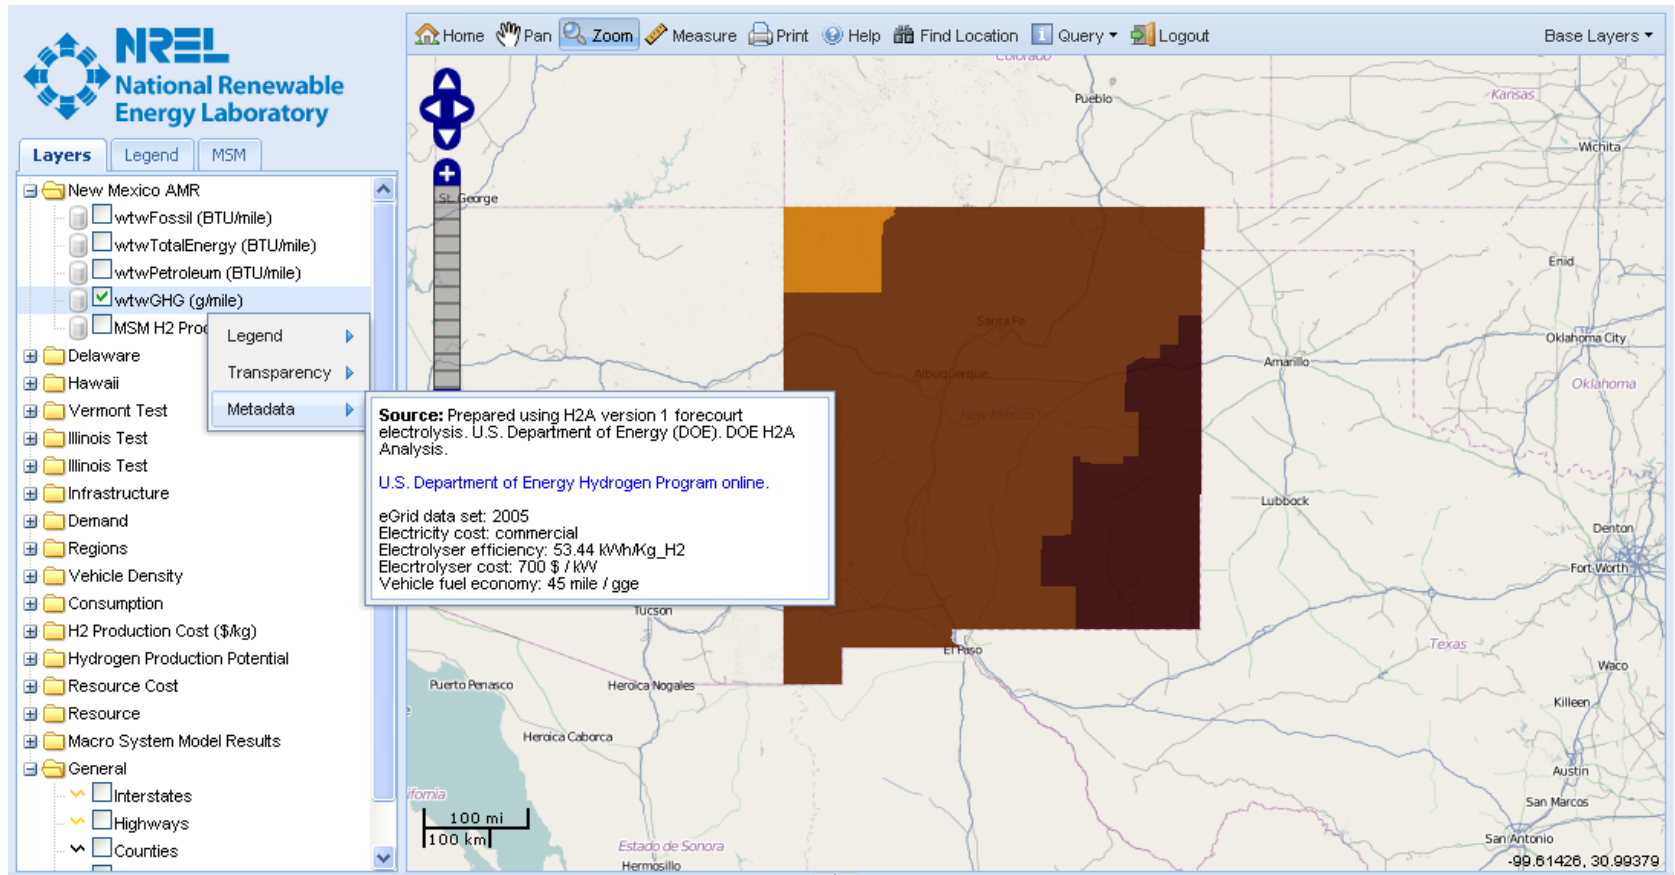 NREL
National Renewable
Energy Laboratory
Home Pan Zoom Measure Print Help Find Location Query Logout Base Layers
Layers Legend MSM
New Mexico AMR
wtwFossil (BTU/mile)
wtwTotalEnergy (BTU/mile)
wtwPetroleum (BTU/mile)
wtwGHG (g/mile)
MSM H2 Proc
Delaware
Hawaii
Vermont Test
Illinois Test
Illinois Test
Infrastructure
Demand
Regions
Vehicle Density
Consumption
H2 Production Cost ($/kg)
Hydrogen Production Potential
Resource Cost
Resource
Macro System Model Results
General
Interstates
Highways
Counties
Legend
Transparency
Metadata
Source: Prepared using H2A version 1 forecourt
electrolysis. U.S. Department of Energy (DOE). DOE H2A
Analysis.
U.S. Department of Energy Hydrogen Program online.
eGrid data set: 2005
Electricity cost: commercial
Electrolyser efficiency: 53.44 kWh/Kg_H2
Elecrtrolyser cost: 700 $ / kW
Vehicle fuel economy: 45 mile / gge
Colorado
Pueblo
Kansas
Wichita
St. George
Enid
Santa Fe
Oklahoma City
Amarillo
Albuquerque
Oklahoma
New Mexico
Lubbock
Denton
Fort Worth
Tucson
El Paso
Texas
Waco
Puerto Penasco
Heroica Nogales
Killeen
Heroica Caborca
Austin
ifornia
San Marcos
100 mi
100 km
San Antonio
Estado de Sonora
Hermosillo
-99.61426, 30.99379